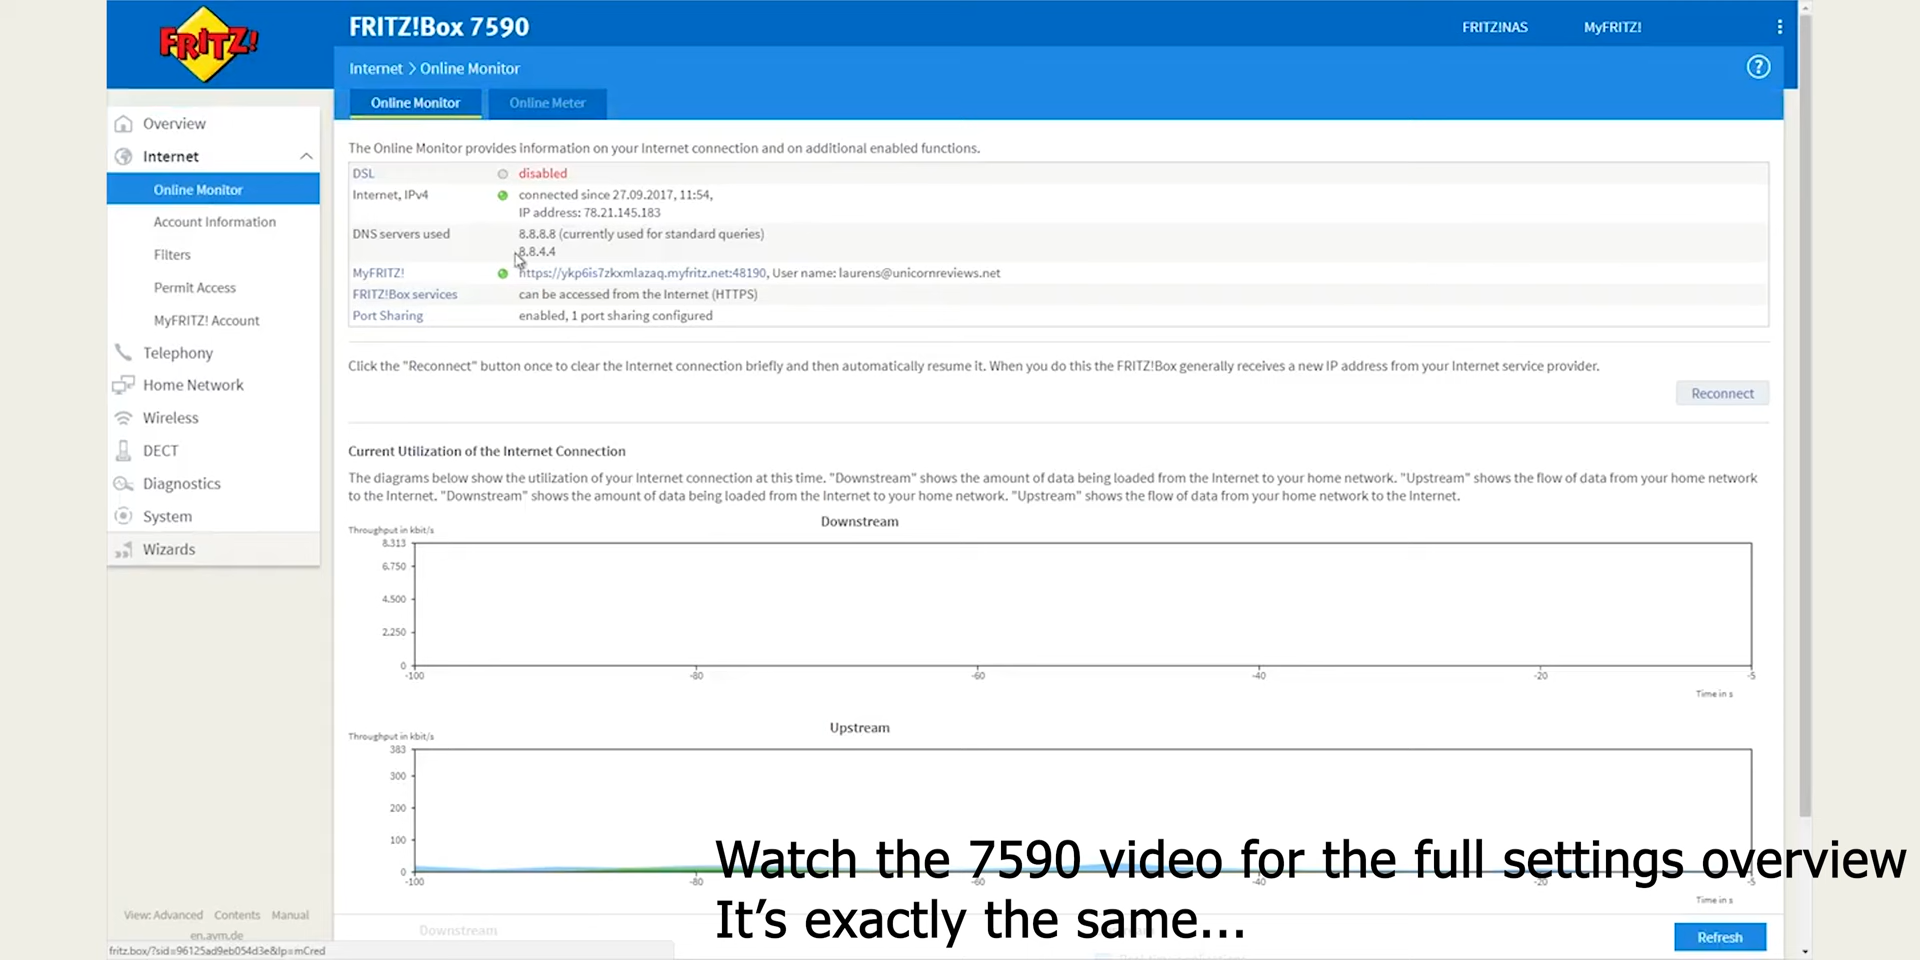 FRITZ!
FRITZ!Box 7590
FRITZ!NAS
MyFRITZ!
Internet > Online Monitor
?
Online Monitor
Online Meter
Overview
Internet
Online Monitor
Account Information
Filters
Permit Access
MyFRITZ! Account
Telephony
Home Network
Wireless
DECT
Diagnostics
System
Wizards
View: Advanced Contents Manual
en.avm.de
fritz.box/?sid=96125ad9eb054d3e&lp=mCred
The Online Monitor provides information on your Internet connection and on additional enabled functions.
DSL disabled
Internet, IPv4 connected since 27.09.2017, 11:54,
IP address: 78.21.145.183
DNS servers used 8.8.8.8 (currently used for standard queries)
8.8.4.4
MyFRITZ! https://ykp6is7zkxmlazaq.myfritz.net:48190, User name: laurens@unicornreviews.net
FRITZ!Box services can be accessed from the Internet (HTTPS)
Port Sharing enabled, 1 port sharing configured
Click the "Reconnect" button once to clear the Internet connection briefly and then automatically resume it. When you do this the FRITZ!Box generally receives a new IP address from your Internet service provider.
Reconnect
Current Utilization of the Internet Connection
The diagrams below show the utilization of your Internet connection at this time. "Downstream" shows the amount of data being loaded from the Internet to your home network. "Upstream" shows the flow of data from your home network
to the Internet. "Downstream" shows the amount of data being loaded from the Internet to your home network. "Upstream" shows the flow of data from your home network to the Internet.
Downstream
Throughput in kbit/s
8.313
6.750
4.500
2.250
0
-100 -80 -60 -40 -20 -5
Time in s
Upstream
Throughput in kbit/s
383
300
200
100
0
-100 -80 -60 -40 -20 -5
Time in s
Watch the 7590 video for the full settings overview
It's exactly the same...
Downstream
Refresh